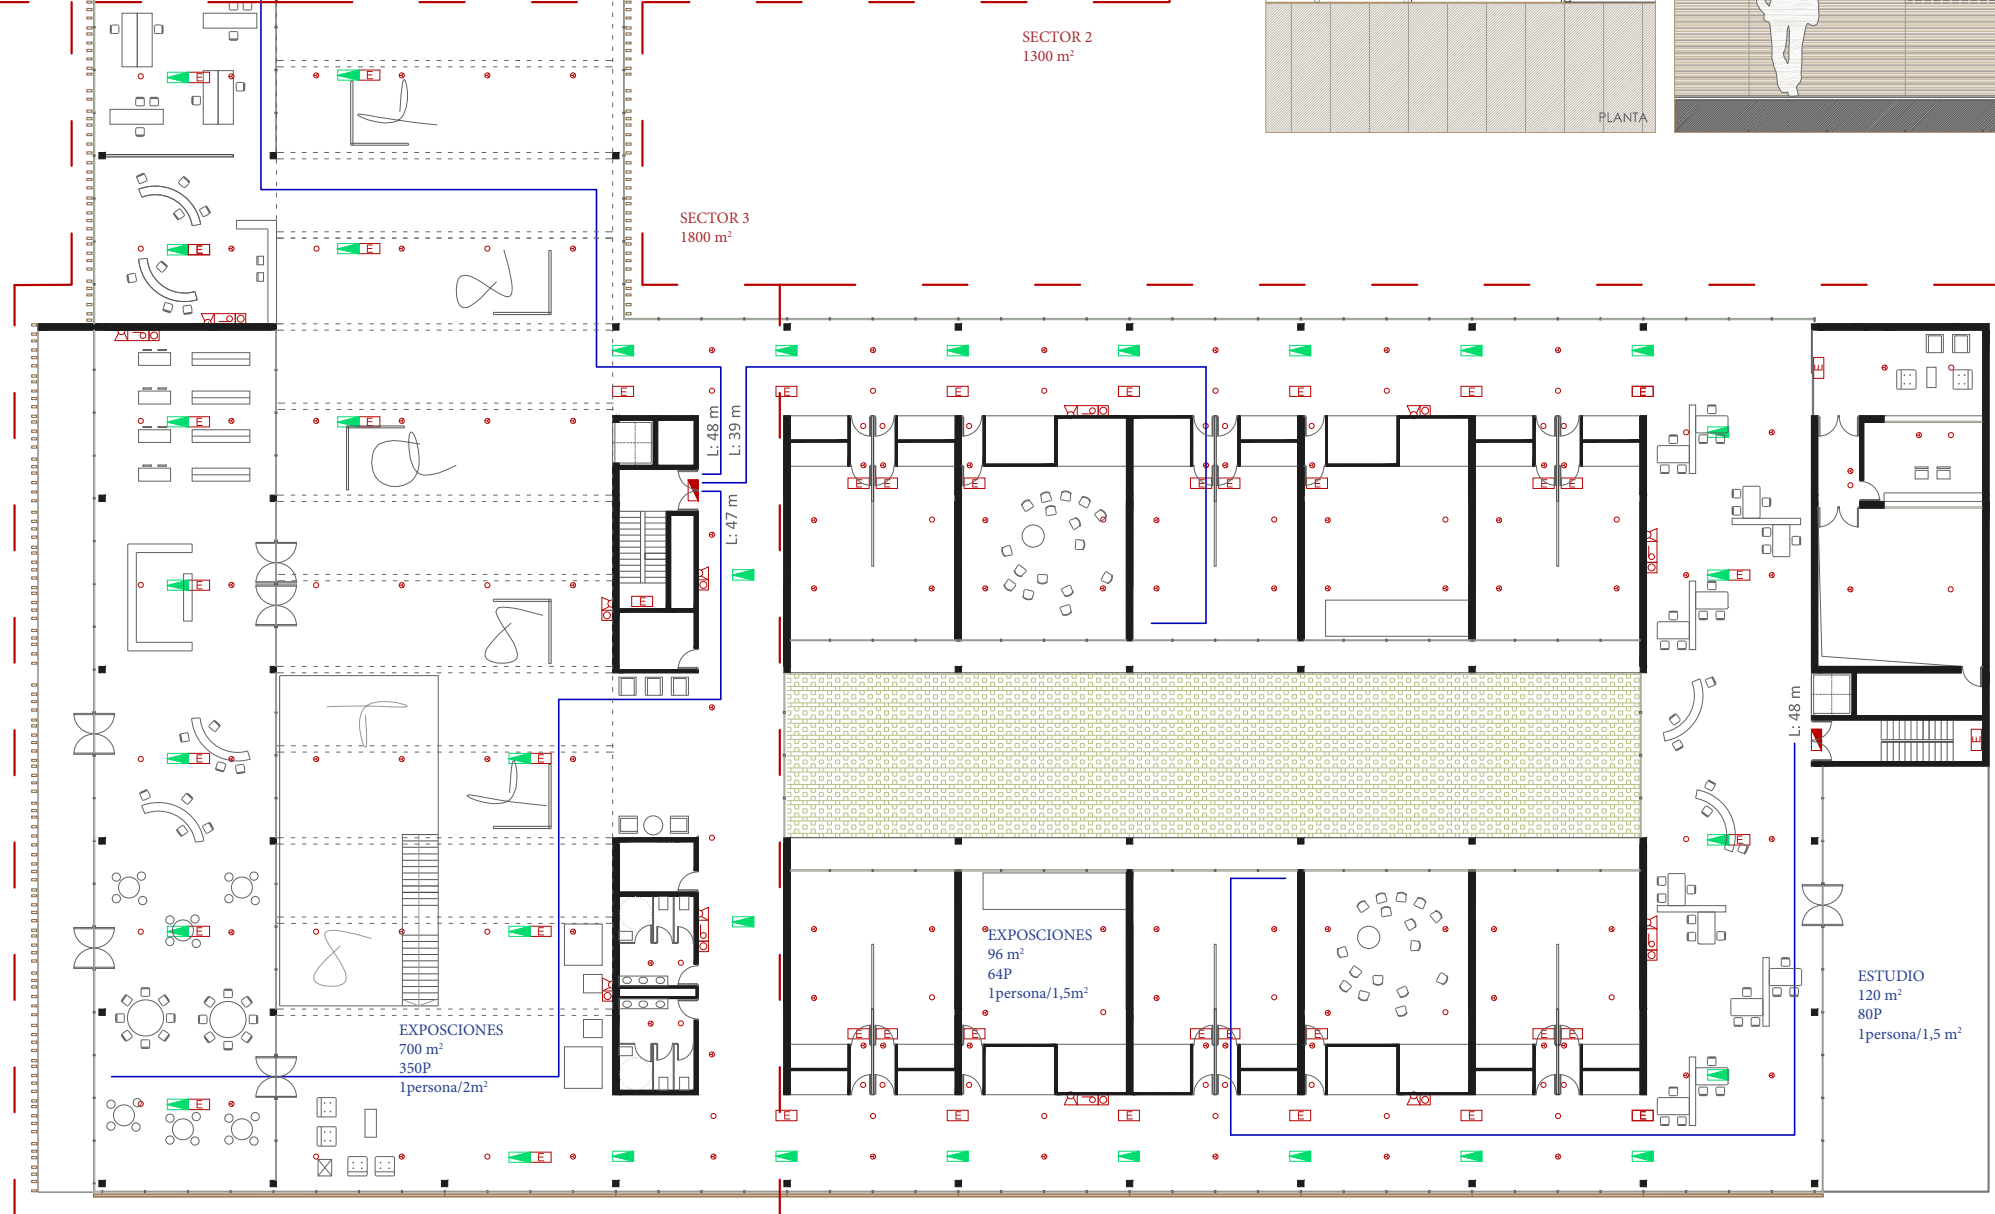 SECTOR 2
1300 m²
PLANTA
SECTOR 3
1800 m²
L: 48 m
L: 39 m
L: 47 m
L: 48 m
EXPOSCIONES
96 m²
64P
1persona/1,5m²
ESTUDIO
120 m²
80P
1persona/1,5 m²
EXPOSCIONES
700 m²
350P
1persona/2m²